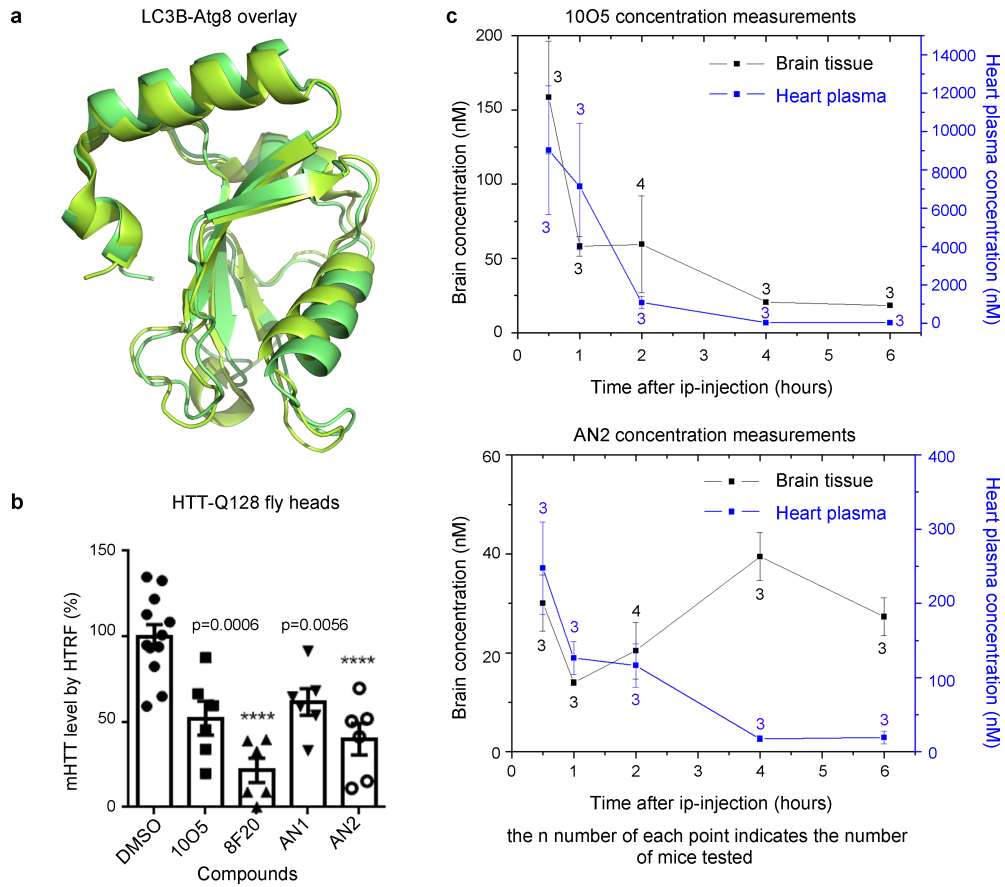 a
LC3B-Atg8 overlay
b
HTT-Q128 fly heads
mHTT level by HTRF (%)
150
100
50
0
p=0.0006
****
p=0.0056
****
DMSO
10O5
8F20
AN1
AN2
Compounds
c
10O5 concentration measurements
Brain concentration (nM)
200
150
100
50
0
Brain tissue
Heart plasma
3
3
3
3
4
3
3
3
3
3
14000
12000
10000
8000
6000
4000
2000
0
Heart plasma concentration (nM)
0
1
2
3
4
5
6
Time after ip-injection (hours)
AN2 concentration measurements
Brain concentration (nM)
60
40
20
0
Brain tissue
Heart plasma
3
3
3
3
4
3
3
3
3
3
400
300
200
100
0
Heart plasma concentration (nM)
0
1
2
3
4
5
6
Time after ip-injection (hours)
the n number of each point indicates the number
of mice tested